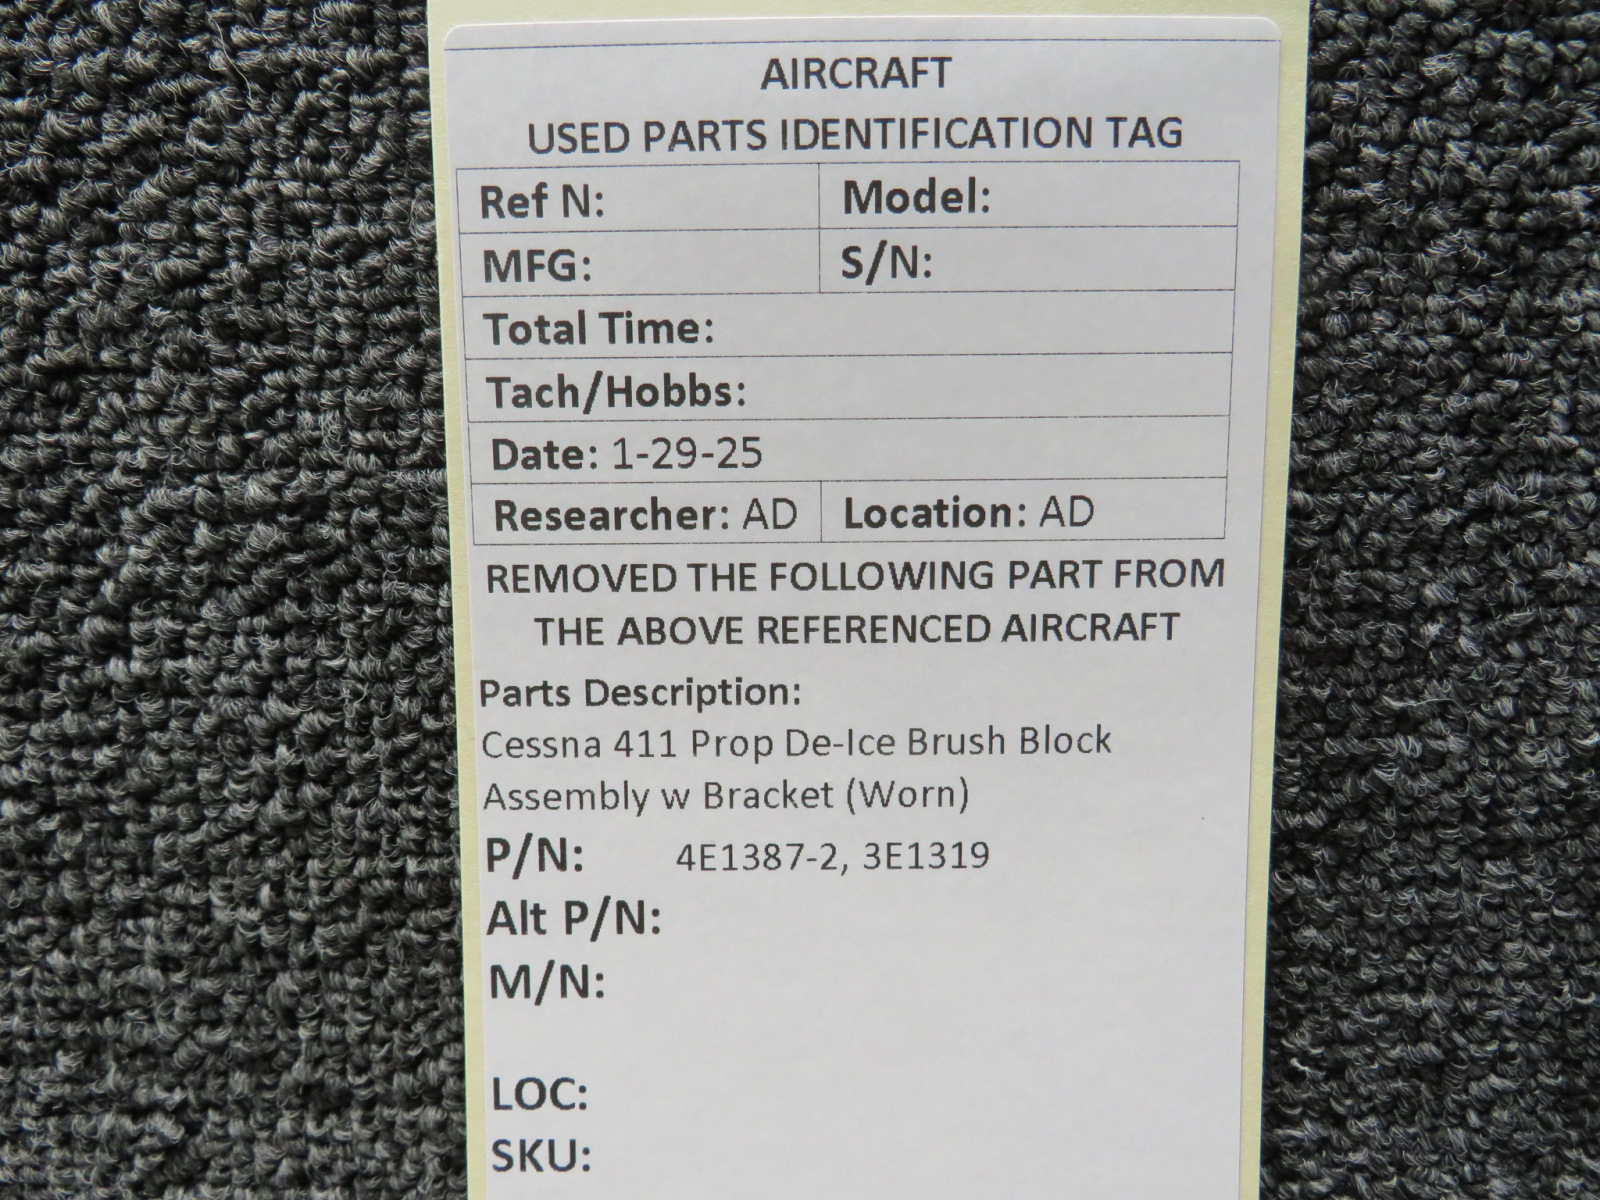 AIRCRAFT
USED PARTS IDENTIFICATION TAG
Ref N: Model:
MFG: S/N:
Total Time:
Tach/Hobbs:
Date: 1-29-25
Researcher: AD Location: AD
REMOVED THE FOLLOWING PART FROM
THE ABOVE REFERENCED AIRCRAFT
Parts Description:
Cessna 411 Prop De-Ice Brush Block
Assembly w Bracket (Worn)
P/N: 4E1387-2, 3E1319
Alt P/N:
M/N:
LOC:
SKU: